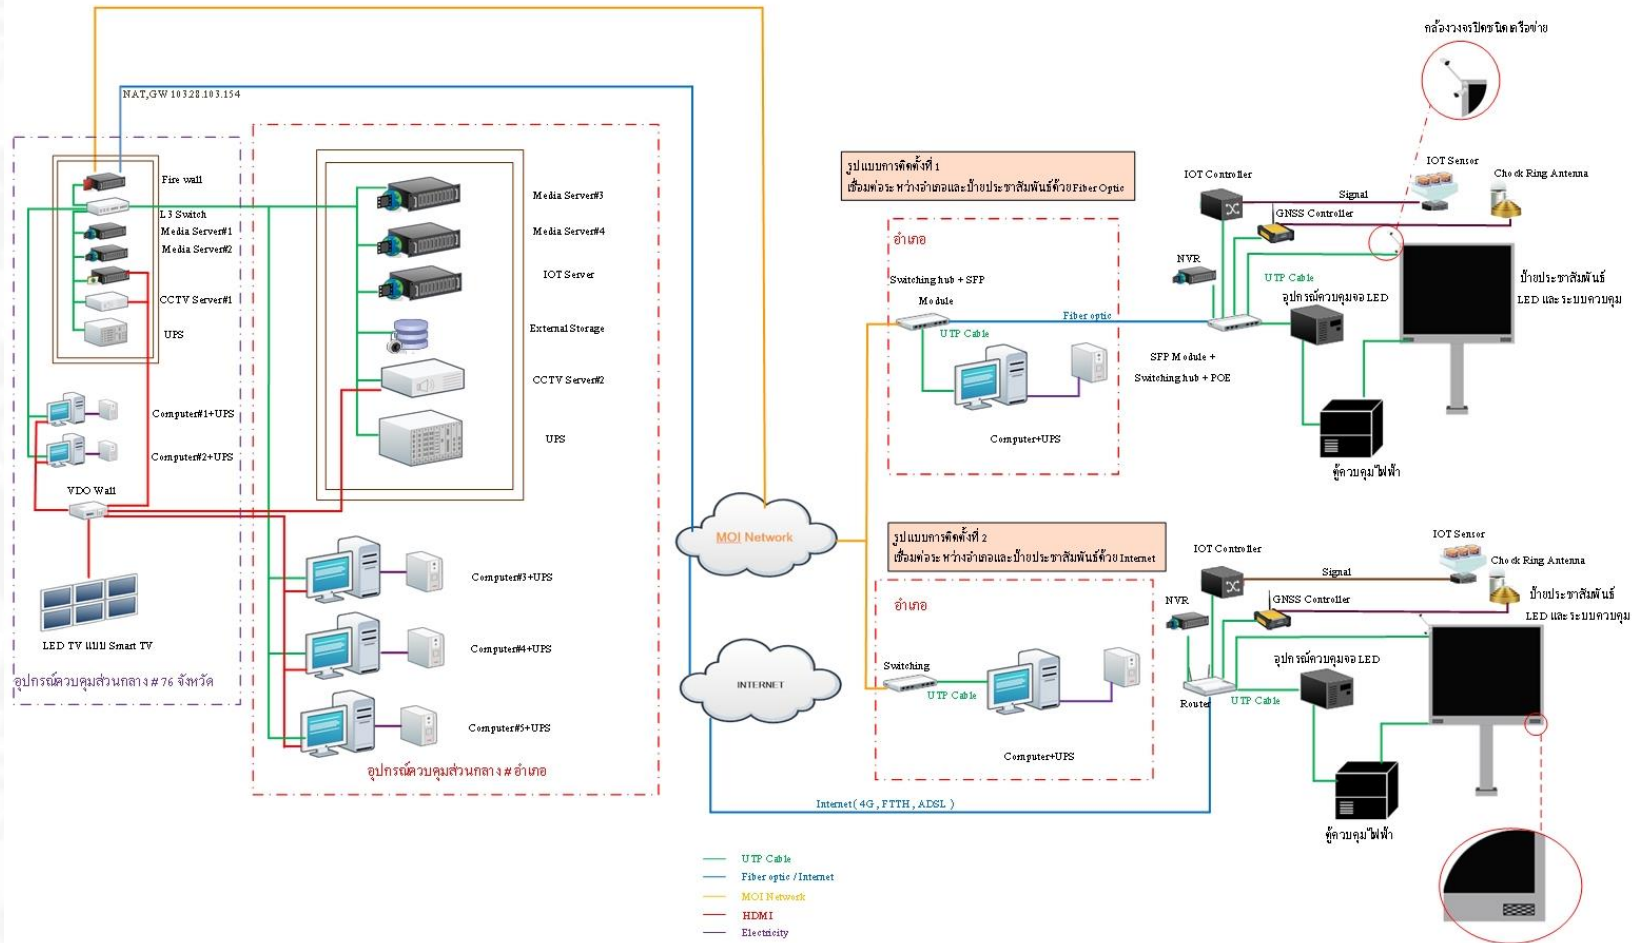 กล้องวงจรปิดชนิดเครือข่าย
NAT,GW 103.28.103.154
Fire wall
L3 Switch
Media Server#1
Media Server#2
CCTV Server#1
UPS
Computer#1+UPS
Computer#2+UPS
VDO Wall
LED TV แบบ Smart TV
อุปกรณ์ควบคุมส่วนกลาง # 76 จังหวัด
Media Server#3
Media Server#4
IOT Server
External Storage
CCTV Server#2
UPS
Computer#3+UPS
Computer#4+UPS
Computer#5+UPS
อุปกรณ์ควบคุมส่วนกลาง # อำเภอ
MOI Network
INTERNET
รูปแบบการติดตั้งที่ 1
เชื่อมต่อระหว่างอำเภอและป้ายประชาสัมพันธ์ด้วยFiber Optic
อำเภอ
Switching hub + SFP
Module
UTP Cable
Computer+UPS
Fiber optic
SFP Module +
Switching hub + POE
IOT Controller
Signal
IOT Sensor
Chock Ring Antenna
GNSS Controller
NVR
UTP Cable
อุปกรณ์ควบคุมจอ LED
ป้ายประชาสัมพันธ์
LED และระบบควบคุม
ตู้ควบคุมไฟฟ้า
รูปแบบการติดตั้งที่ 2
เชื่อมต่อระหว่างอำเภอและป้ายประชาสัมพันธ์ด้วย Internet
อำเภอ
Switching
UTP Cable
Computer+UPS
IOT Controller
Signal
IOT Sensor
Chock Ring Antenna
GNSS Controller
NVR
ป้ายประชาสัมพันธ์
LED และระบบควบคุม
อุปกรณ์ควบคุมจอ LED
Router
UTP Cable
ตู้ควบคุมไฟฟ้า
Internet( 4G , FTTH , ADSL )
UTP Cable
Fiber optic / Internet
MOI Network
HDMI
Electricity